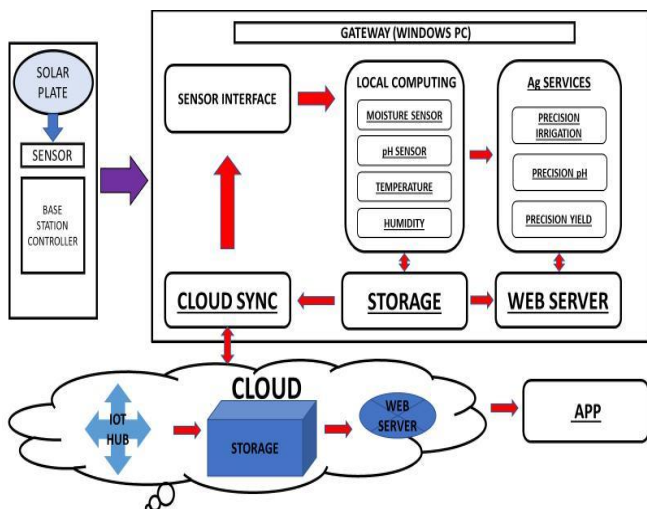 GATEWAY (WINDOWS PC)
SOLAR
PLATE
SENSOR
BASE
STATION
CONTROLLER
SENSOR INTERFACE
LOCAL COMPUTING
MOISTURE SENSOR
pH SENSOR
TEMPERATURE
HUMIDITY
Ag SERVICES
PRECISION
IRRIGATION
PRECISION pH
PRECISION YIELD
CLOUD SYNC
STORAGE
WEB SERVER
CLOUD
IOT
HUB
STORAGE
WEB
SERVER
APP